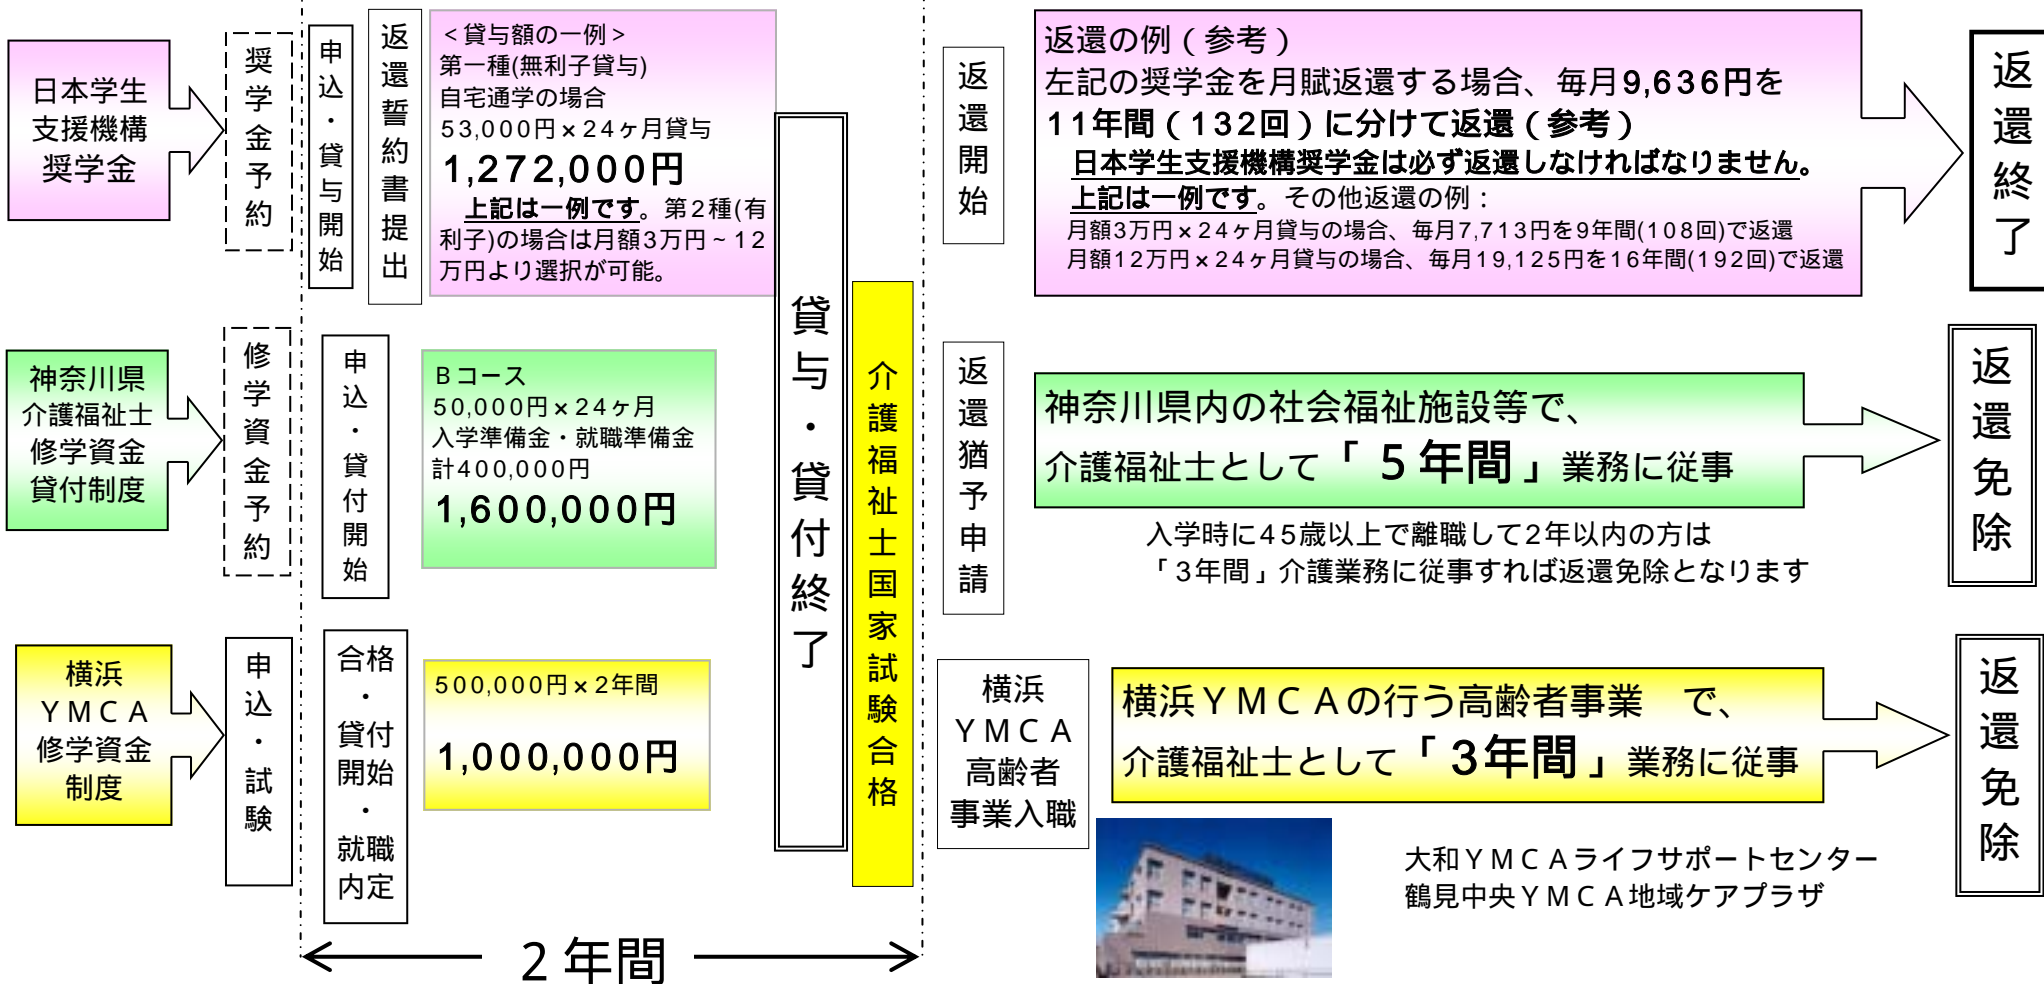 日本学生
支援機構
奨学金
奨学金予約
申込・貸与開始
返還誓約書提出
＜貸与額の一例＞
第一種(無利子貸与)
自宅通学の場合
53,000円×24ヶ月貸与
1,272,000円
上記は一例です。第2種(有
利子)の場合は月額3万円～12
万円より選択が可能。
返還開始
返還の例（参考）
左記の奨学金を月賦返還する場合、毎月9,636円を
11年間（132回）に分けて返還（参考）
日本学生支援機構奨学金は必ず返還しなければなりません。
上記は一例です。その他返還の例：
月額3万円×24ヶ月貸与の場合、毎月7,713円を9年間(108回)で返還
月額12万円×24ヶ月貸与の場合、毎月19,125円を16年間(192回)で返還
返還終了
神奈川県
介護福祉士
修学資金
貸付制度
修学資金予約
申込・貸付開始
Bコース
50,000円×24ヶ月
入学準備金・就職準備金
計400,000円
1,600,000円
貸与・貸付終了
介護福祉士国家試験合格
返還猶予申請
神奈川県内の社会福祉施設等で、
介護福祉士として「５年間」業務に従事
入学時に45歳以上で離職して2年以内の方は
「3年間」介護業務に従事すれば返還免除となります
返還免除
横浜
ＹＭＣＡ
修学資金
制度
申込・試験
合格
・
貸付
開始
・
就職
内定
500,000円×2年間
1,000,000円
横浜
ＹＭＣＡ
高齢者
事業入職
横浜ＹＭＣＡの行う高齢者事業　で、
介護福祉士として「3年間」業務に従事
返還免除
大和ＹＭＣＡライフサポートセンター
鶴見中央ＹＭＣＡ地域ケアプラザ
２年間